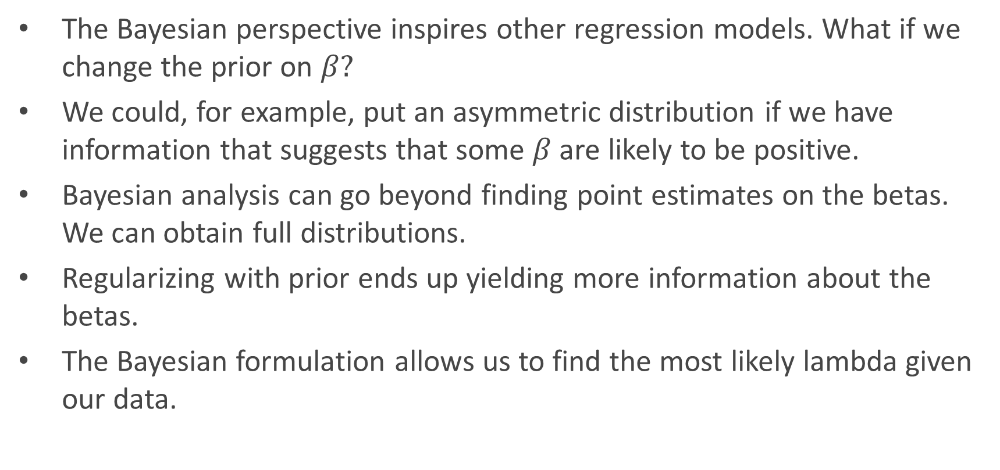 • The Bayesian perspective inspires other regression models. What if we
change the prior on β?
• We could, for example, put an asymmetric distribution if we have
information that suggests that some β are likely to be positive.
• Bayesian analysis can go beyond finding point estimates on the betas.
We can obtain full distributions.
• Regularizing with prior ends up yielding more information about the
betas.
• The Bayesian formulation allows us to find the most likely lambda given
our data.